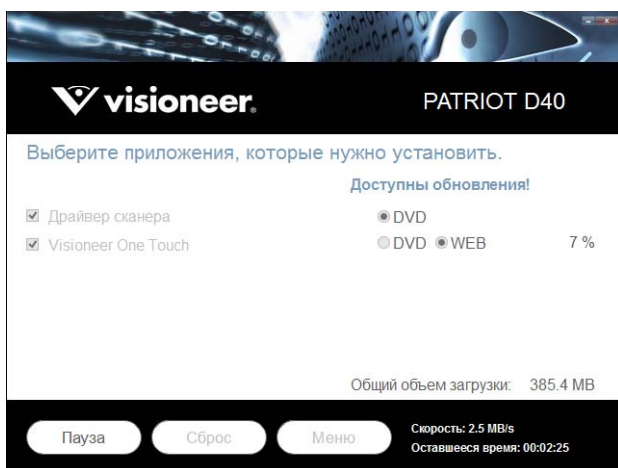 visioneer®
PATRIOT D40
Выберите приложения, которые нужно установить.
Доступны обновления!
Драйвер сканера
DVD
Visioneer One Touch
DVD WEB 7 %
Общий объем загрузки: 385.4 MB
Пауза
Сброс
Меню
Скорость: 2.5 MB/s
Оставшееся время: 00:02:25